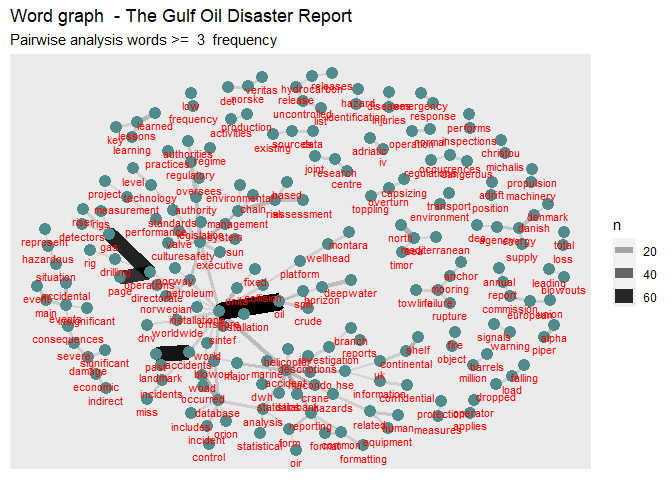 Word graph  - The Gulf Oil Disaster Report
Pairwise analysis words >=  3  frequency
releases
veritas
hydrocarbon
norske
det
low
release
hazard
diseases
emergency
uncontrolled
injuries
identification
frequency
list
response
learned
production
performs
key
lessons
activities
sources
data
normal
inspections
learning
existing
adriatic
operation
authorities
iv
christou
practices
regime
joint
occurrences
michalis
regulatory
research
regulation
dangerous
level
oversees
centre
capsizing
propulsion
project
technology
environmental
based
overturn
adrift
machinery
measurement
authority
chain
risk
assessment
toppling
transport
position
riser
rigs
standards
management
environment
denmark
represent
performance
legislation
system
montara
north
deg
danish
detectors
gas
valve
sun
wellhead
sea
mediterranean
agency
energy
total
hazardous
rig
culture
safety
executive
timor
supply
loss
situation
drilling
norway
fixed
platform
anchor
annual
leading
page
directorate
petroleum
units
collision
horizon
deepwater
mooring
report
blowouts
event
accidental
norwegian
oil
spill
towline
failure
commission
union
main
events
significant
installations
offshore
installation
crude
rupture
european
consequences
dnv
worldwide
sintef
branch
signals
alpha
severe
significant
past
world
helicopter
investigation
reports
shelf
fire
warning
piper
damage
landmark
accidents
blowout
marine
descriptions
continental
object
barrels
economic
incidents
woad
major
accident
macondo
hse
uk
million
falling
indirect
miss
occurred
dwh
crane
information
confidential
dropped
load
database
statistics
databank
hazards
related
human
protection
operator
includes
orion
analysis
reporting
measures
applies
incident
statistical
form
format
common
equipment
control
oir
formatting
n
20
40
60